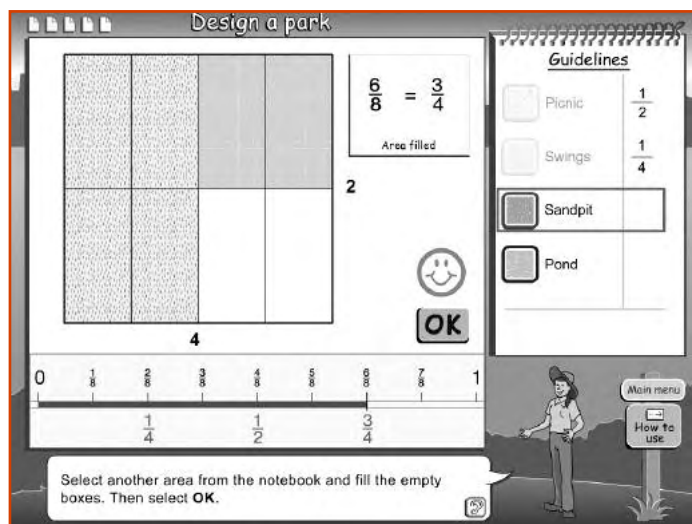 Design a park
Guidelines
6/8 = 3/4
Area filled
Picnic 1/2
Swings 1/4
Sandpit
Pond
2
4
OK
0 1/8 2/8 3/8 4/8 5/8 6/8 7/8 1
1/4 1/2 3/4
Main menu
How to
use
Select another area from the notebook and fill the empty
boxes. Then select OK.
?